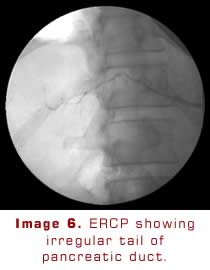 Image 6. ERCP showing
irregular tail of
pancreatic duct.